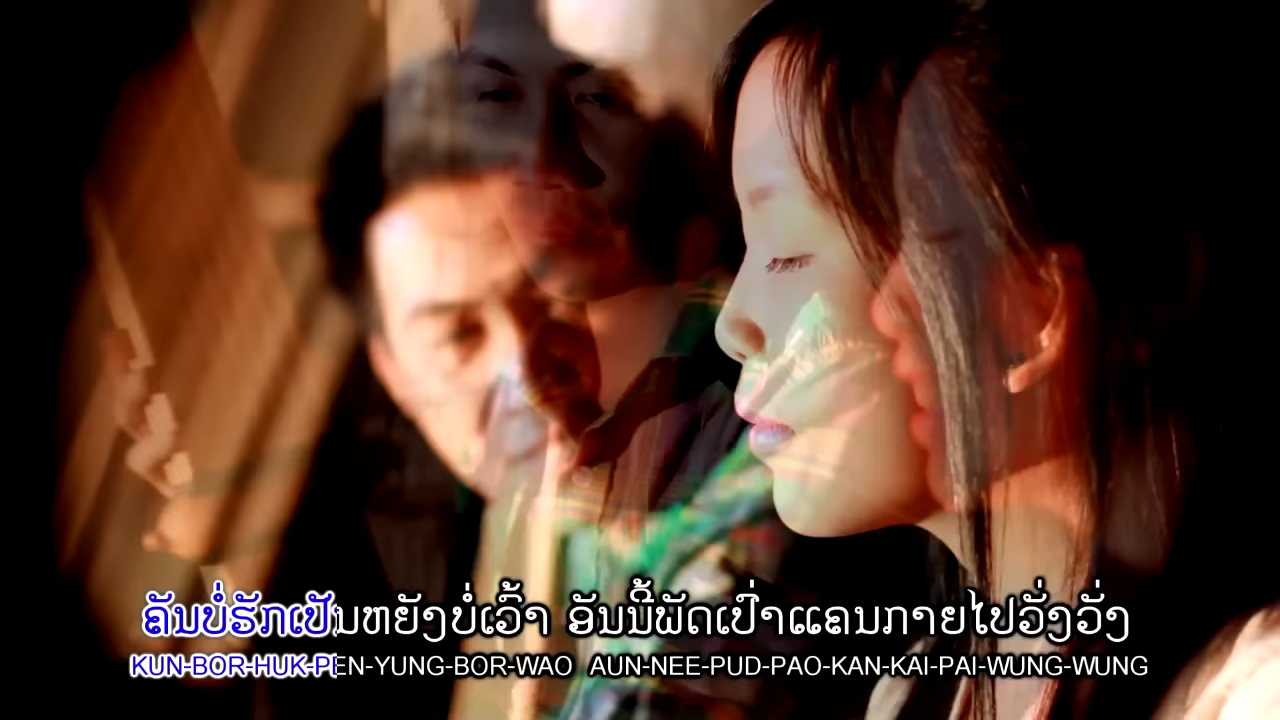 ຄັນບໍ່ຮັກເປັນຫຍັງບໍ່ເວົ້າ ອັນນີ້ພັດເປົ່າແຄນກາຍໄປວັ່ງວັ່ງ
KUN-BOR-HUK-PEN-YUNG-BOR-WAO AUN-NEE-PUD-PAO-KAN-KAI-PAI-WUNG-WUNG